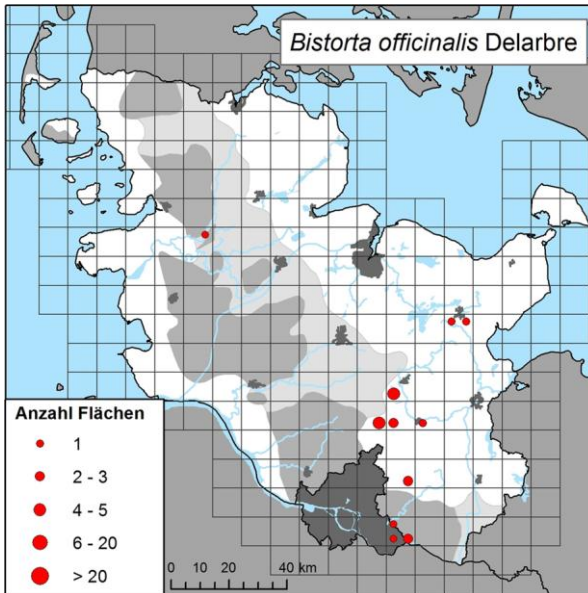 Bistorta officinalis Delarbre
Anzahl Flächen
1
2 - 3
4 - 5
6 - 20
> 20
0 10 20 40 km